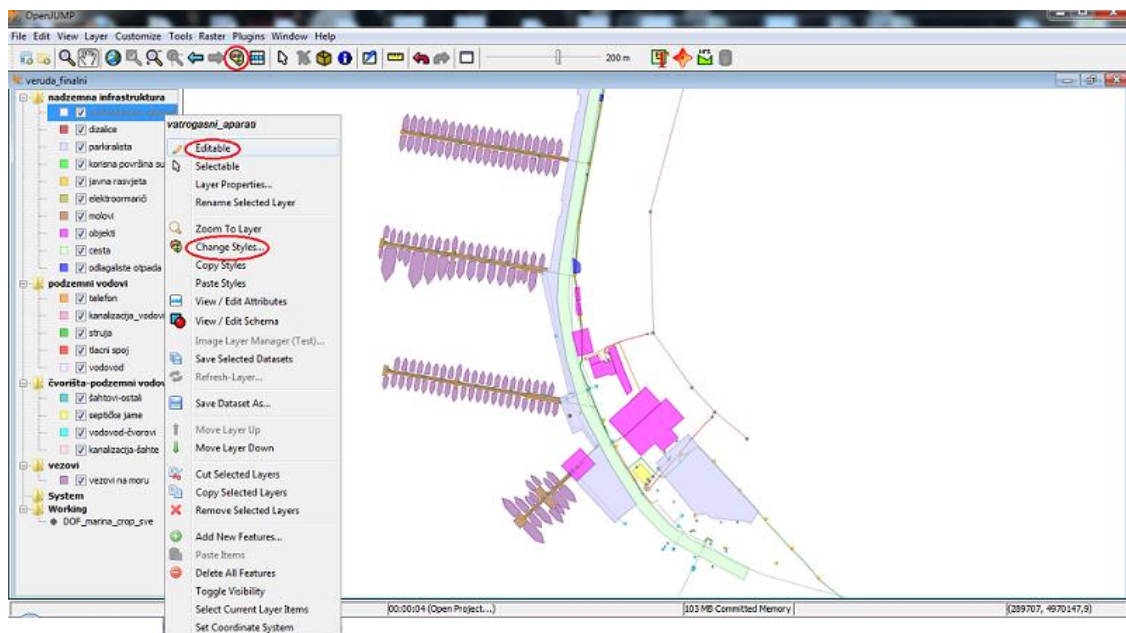 OpenJUMP
File Edit View Layer Customize Tools Raster Plugins Window Help
200 m
veruda_finalni
nadzemna infrastruktura
dizalice
parkiralista
korisna površina su
javna rasvjeta
elektroormarić
molovi
objekti
cesta
odlagaliste otpada
podzemni vodovi
telefon
kanalizacija_vodovi
struja
tlacni spoj
vodovod
čvorišta-podzemni vodov
šahtovi-ostali
septičke jame
vodovod-čvorovi
kanalizacija-šahte
vezovi
vezovi na moru
System
Working
DOF_marina_crop_sve
vatrogasni_aparati
Editable
Selectable
Layer Properties...
Rename Selected Layer
Zoom To Layer
Change Styles...
Copy Styles
Paste Styles
View / Edit Attributes
View / Edit Schema
Image Layer Manager (Test)...
Save Selected Datasets
Refresh-Layer...
Save Dataset As...
Move Layer Up
Move Layer Down
Cut Selected Layers
Copy Selected Layers
Remove Selected Layers
Add New Features...
Paste Items
Delete All Features
Toggle Visibility
Select Current Layer Items
Set Coordinate System
00:00:04 (Open Project...)
103 MB Committed Memory
(289707, 4970147,9)